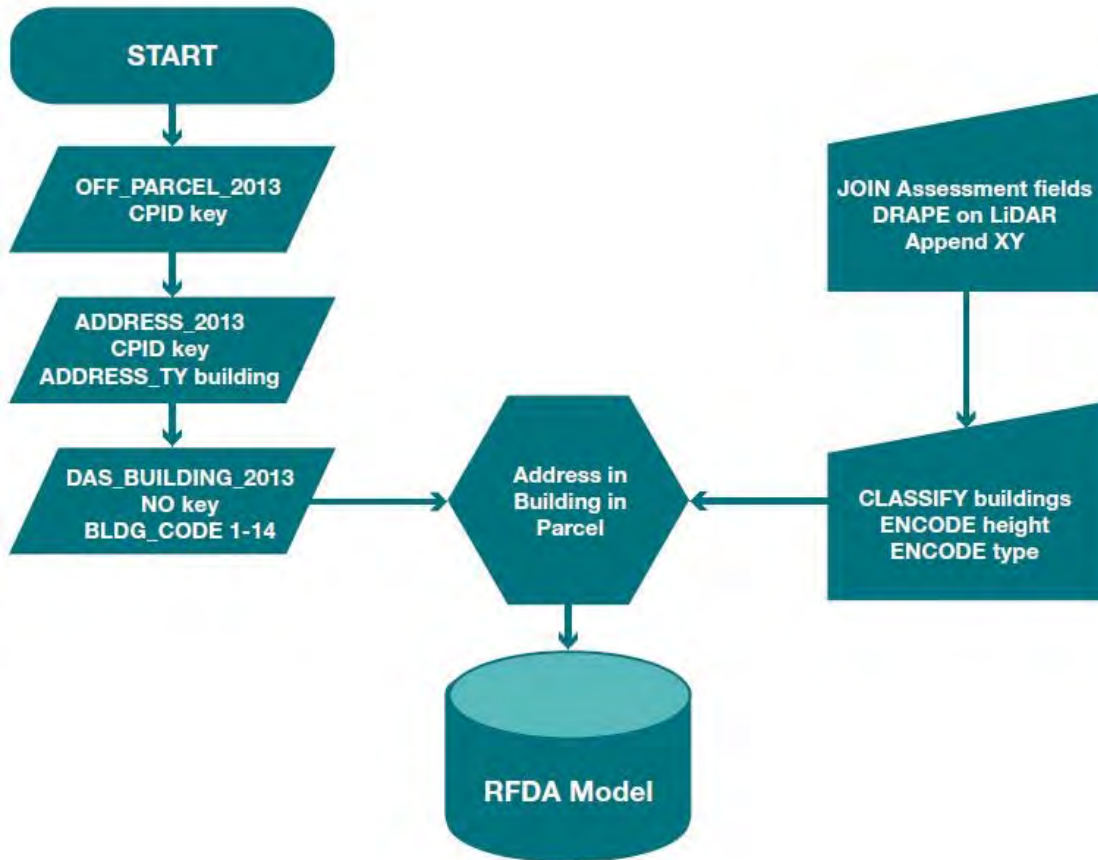 START
OFF_PARCEL_2013
CPID key
ADDRESS_2013
CPID key
ADDRESS_TY building
DAS_BUILDING_2013
NO key
BLDG_CODE 1-14
Address in
Building in
Parcel
RFDA Model
JOIN Assessment fields
DRAPE on LiDAR
Append XY
CLASSIFY buildings
ENCODE height
ENCODE type